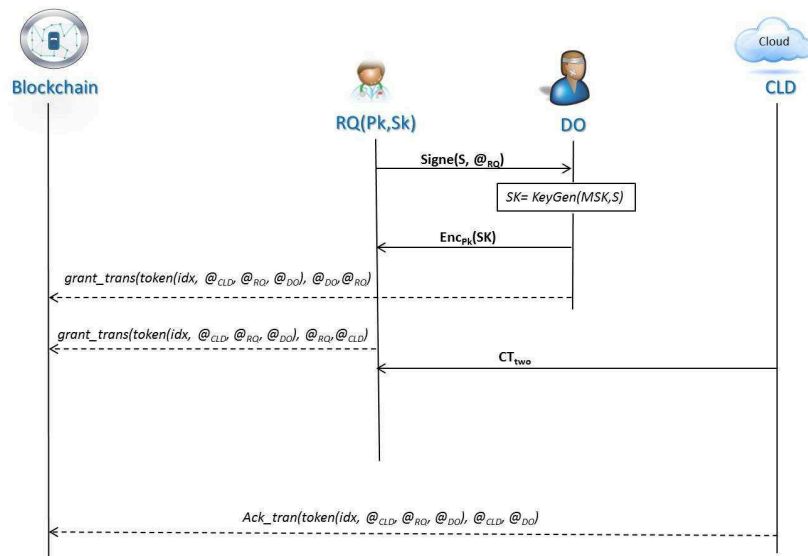 Cloud
Blockchain
RQ(Pk,Sk)
DO
CLD
Signe(S, @RQ)
SK= KeyGen(MSK,S)
EncPk(SK)
grant_trans(token(idx, @CLD, @RQ, @DO), @DO,@RQ)
grant_trans(token(idx, @CLD, @RQ, @DO), @RQ,@CLD)
CTtwo
Ack_tran(token(idx, @CLD, @RQ, @DO), @CLD, @DO)